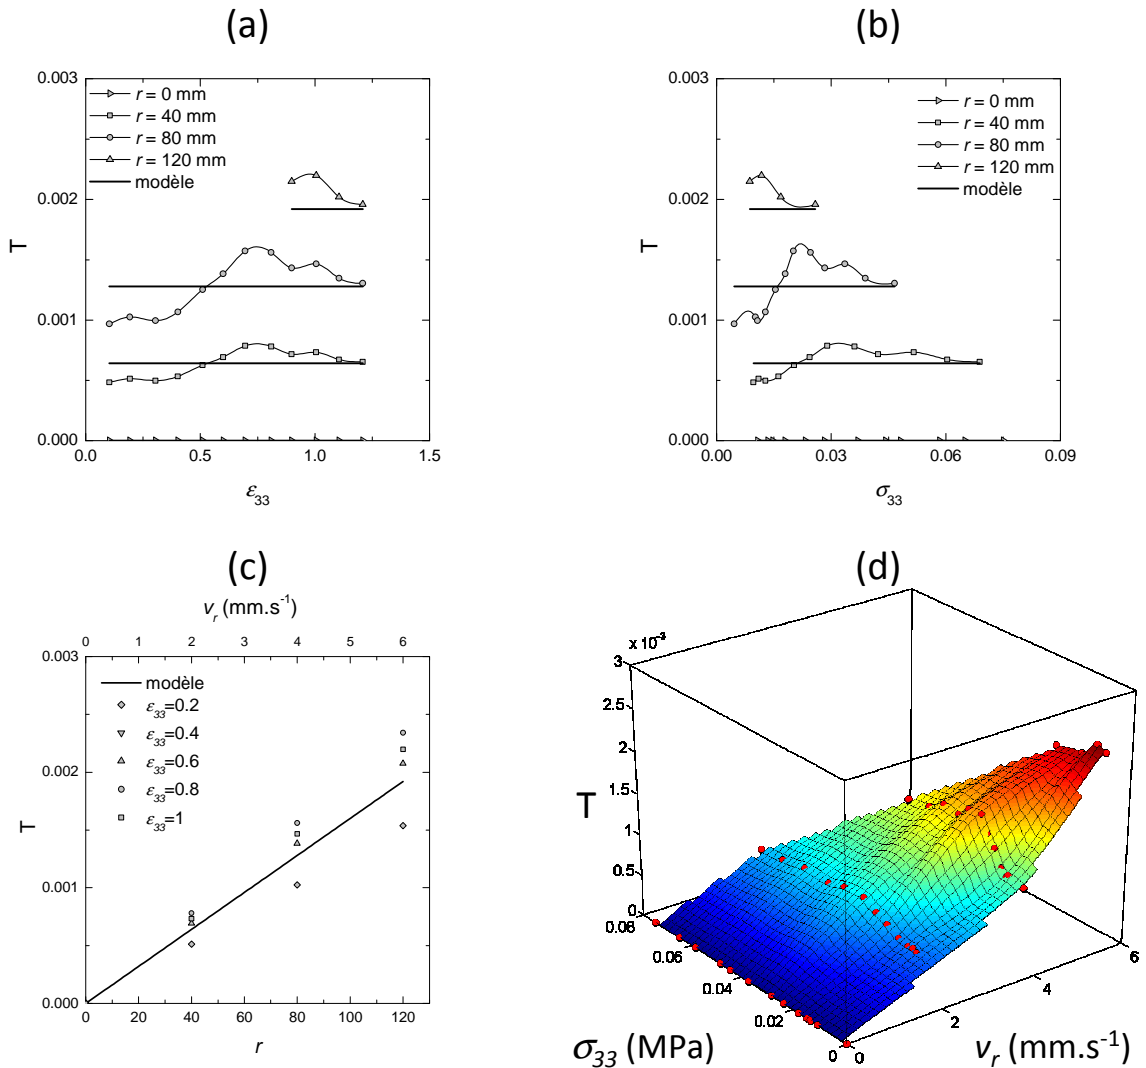 (a)
0.003
0.002
0.001
0.000
T
r = 0 mm
r = 40 mm
r = 80 mm
r = 120 mm
modèle
0.0 0.5 1.0 1.5
ε33
(b)
0.003
0.002
0.001
0.000
T
r = 0 mm
r = 40 mm
r = 80 mm
r = 120 mm
modèle
0.00 0.03 0.06 0.09
σ33
(c)
vr (mm.s-1)
0 1 2 3 4 5 6
0.003
0.002
0.001
0.000
T
modèle
ε33=0.2
ε33=0.4
ε33=0.6
ε33=0.8
ε33=1
0 20 40 60 80 100 120
r
(d)
x 10-3
3
2.5
2
1.5
1
0.5
0
T
0.08
0.06
0.04
0.02
0
σ33 (MPa)
0
2
4
6
vr (mm.s-1)